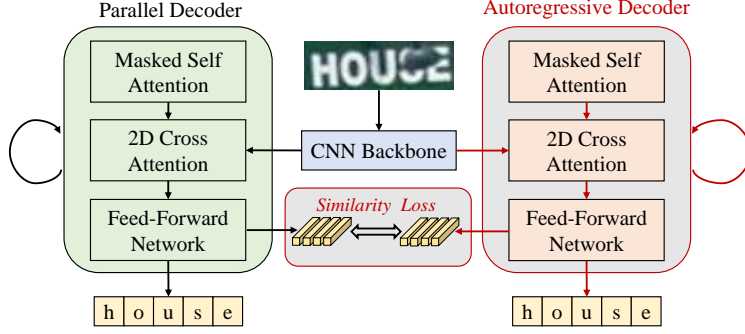 Parallel Decoder
Masked Self
Attention
2D Cross
Attention
Feed-Forward
Network
h o u s e
HOUCE
CNN Backbone
Similarity Loss
Autoregressive Decoder
Masked Self
Attention
2D Cross
Attention
Feed-Forward
Network
h o u s e